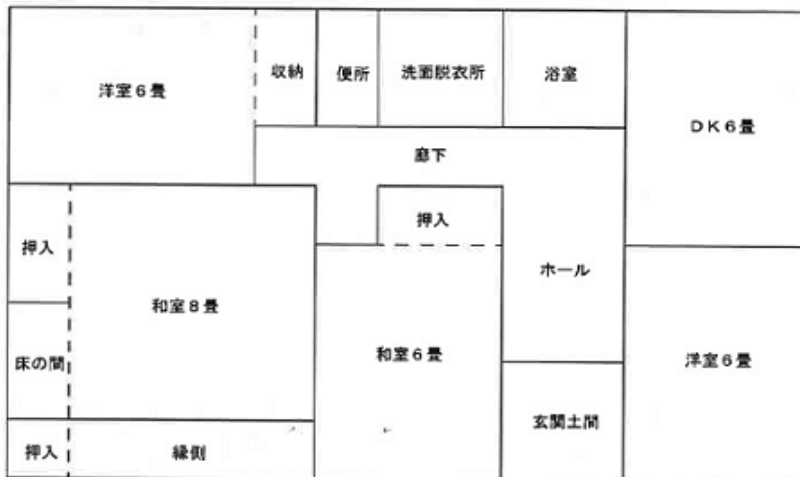 洋室６畳
収納
便所
洗面脱衣所
浴室
ＤＫ６畳
廊下
押入
押入
ホール
和室８畳
和室６畳
洋室６畳
床の間
玄関土間
押入
縁側